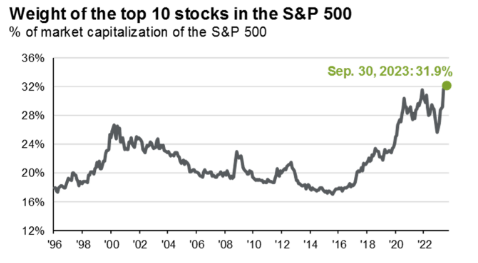 Weight of the top 10 stocks in the S&P 500
% of market capitalization of the S&P 500
36%
Sep. 30, 2023: 31.9%
32%
28%
24%
20%
16%
12%
'96 '98 '00 '02 '04 '06 '08 '10 '12 '14 '16 '18 '20 '22